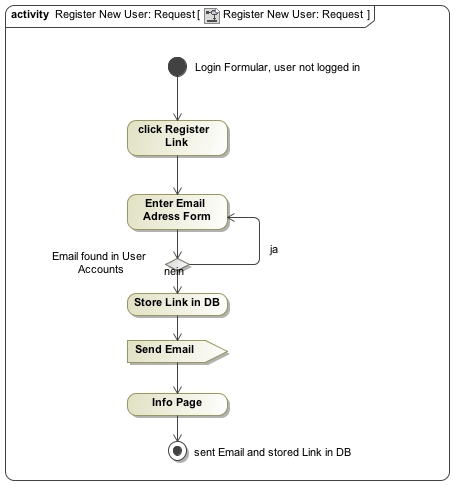 activity Register New User: Request [ Register New User: Request ]
Login Formular, user not logged in
click Register
Link
Enter Email
Adress Form
ja
Email found in User
Accounts
nein
Store Link in DB
Send Email
Info Page
sent Email and stored Link in DB